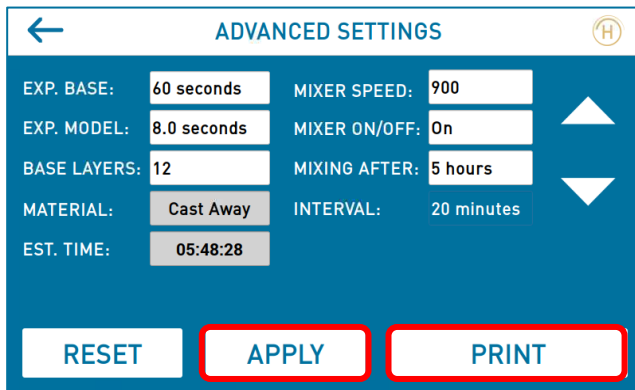 ADVANCED SETTINGS
H
EXP. BASE: 60 seconds MIXER SPEED: 900
EXP. MODEL: 8.0 seconds MIXER ON/OFF: On
BASE LAYERS: 12 MIXING AFTER: 5 hours
MATERIAL: Cast Away INTERVAL: 20 minutes
EST. TIME: 05:48:28
RESET APPLY PRINT